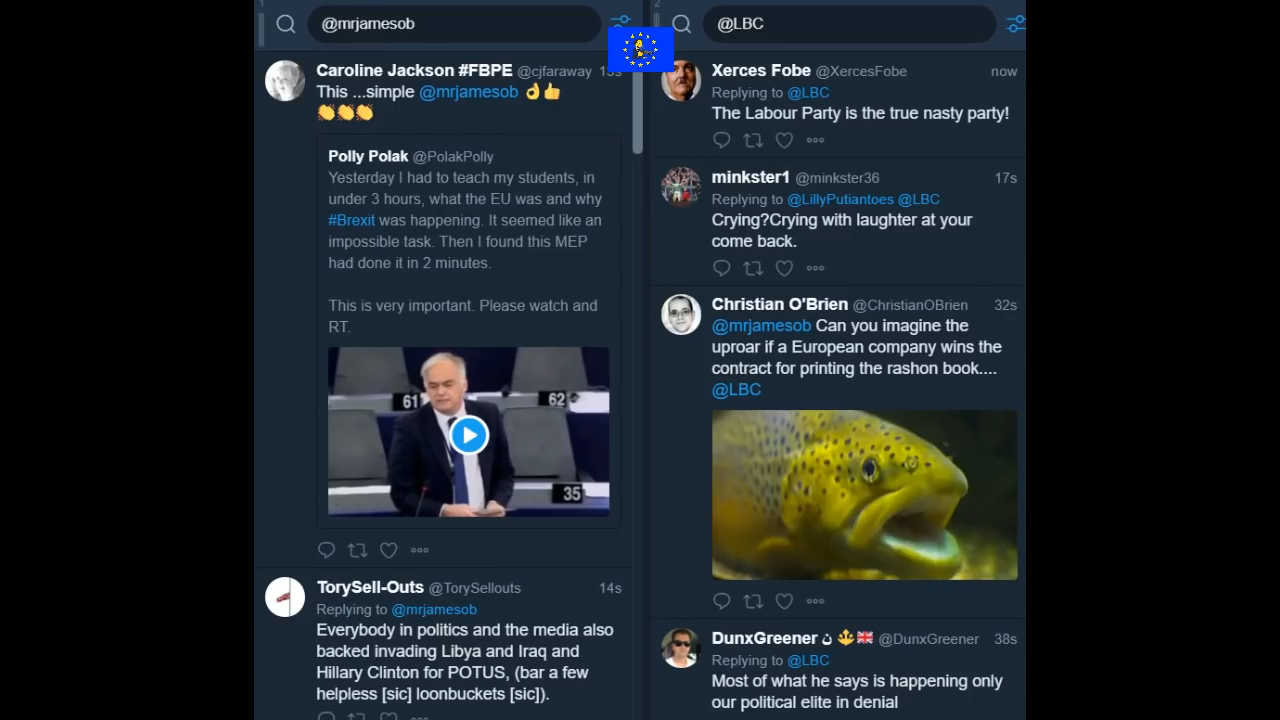 1
@mrjamesob
Caroline Jackson #FBPE @cjfaraway 13s
This ...simple @mrjamesob 👌👍
👏👏👏
Polly Polak @PolakPolly
Yesterday I had to teach my students, in
under 3 hours, what the EU was and why
#Brexit was happening. It seemed like an
impossible task. Then I found this MEP
had done it in 2 minutes.
This is very important. Please watch and
RT.
61
62
35
TorySell-Outs @TorySellouts 14s
Replying to @mrjamesob
Everybody in politics and the media also
backed invading Libya and Iraq and
Hillary Clinton for POTUS, (bar a few
helpless [sic] loonbuckets [sic]).
2
@LBC
Xerces Fobe @XercesFobe now
Replying to @LBC
The Labour Party is the true nasty party!
minkster1 @minkster36 17s
Replying to @LillyPutiantoes @LBC
Crying?Crying with laughter at your
come back.
Christian O'Brien @ChristianOBrien 32s
@mrjamesob Can you imagine the
uproar if a European company wins the
contract for printing the rashon book....
@LBC
DunxGreener ن 🔱🇬🇧 @DunxGreener 38s
Replying to @LBC
Most of what he says is happening only
our political elite in denial